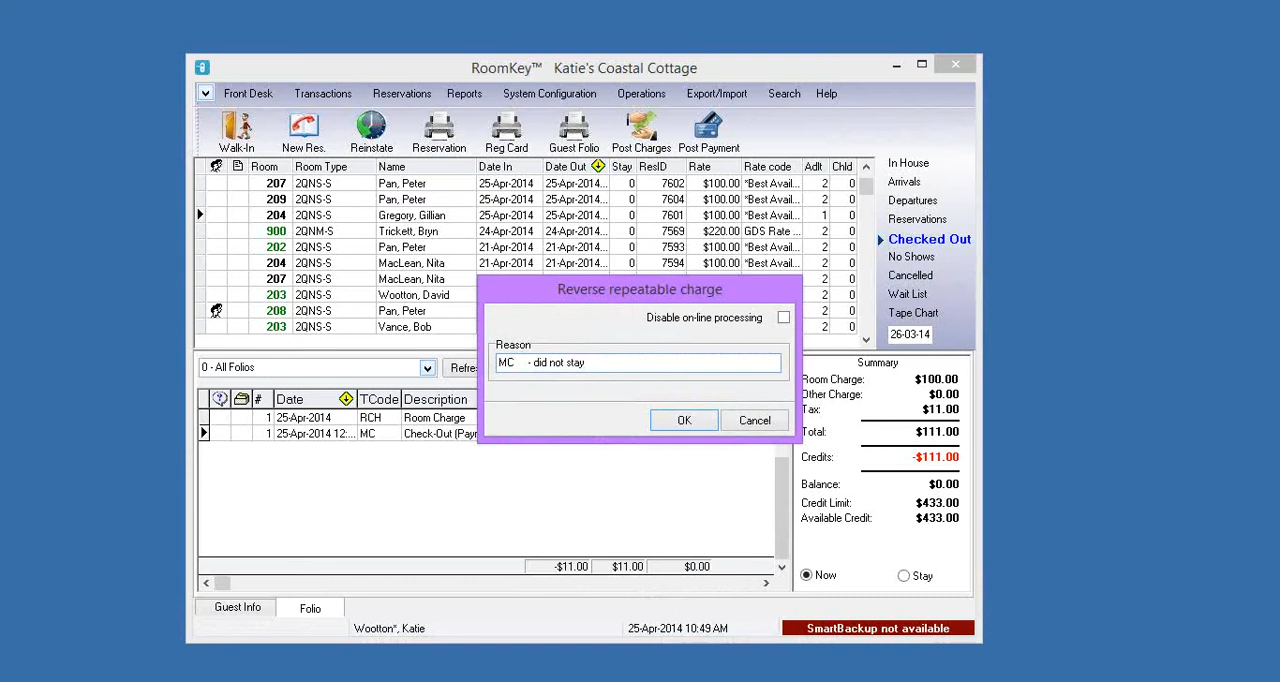 RoomKey™ Katie's Coastal Cottage
Front Desk Transactions Reservations Reports System Configuration Operations Export/Import Search Help
Walk-In New Res. Reinstate Reservation Reg Card Guest Folio Post Charges Post Payment
Room Room Type Name Date In Date Out Stay ResID Rate Rate code Adlt Chld
207 2QNS-S Pan, Peter 25-Apr-2014 25-Apr-2014... 0 7602 $100.00 *Best Avail... 2 0
209 2QNS-S Pan, Peter 25-Apr-2014 25-Apr-2014... 0 7604 $100.00 *Best Avail... 2 0
204 2QNS-S Gregory, Gillian 25-Apr-2014 25-Apr-2014... 0 7601 $100.00 *Best Avail... 1 0
900 2QNM-S Trickett, Bryn 24-Apr-2014 24-Apr-2014... 0 7569 $220.00 GDS Rate ... 2 0
202 2QNS-S Pan, Peter 21-Apr-2014 21-Apr-2014... 0 7593 $100.00 *Best Avail... 2 0
204 2QNS-S MacLean, Nita 21-Apr-2014 21-Apr-2014... 0 7594 $100.00 *Best Avail... 2 0
207 2QNS-S MacLean, Nita 2 0
203 2QNS-S Wootton, David 2 0
208 2QNS-S Pan, Peter 2 0
203 2QNS-S Vance, Bob 2 0
In House
Arrivals
Departures
Reservations
Checked Out
No Shows
Cancelled
Wait List
Tape Chart
26-03-14
Reverse repeatable charge
Disable on-line processing
Reason
MC - did not stay
OK Cancel
0 - All Folios
# Date TCode Description
1 25-Apr-2014 RCH Room Charge
1 25-Apr-2014 12:... MC Check-Out (Pay
-$11.00 $11.00 $0.00
Summary
Room Charge: $100.00
Other Charge: $0.00
Tax: $11.00
Total: $111.00
Credits: -$111.00
Balance: $0.00
Credit Limit: $433.00
Available Credit: $433.00
Now Stay
Guest Info Folio
Wootton*, Katie 25-Apr-2014 10:49 AM SmartBackup not available